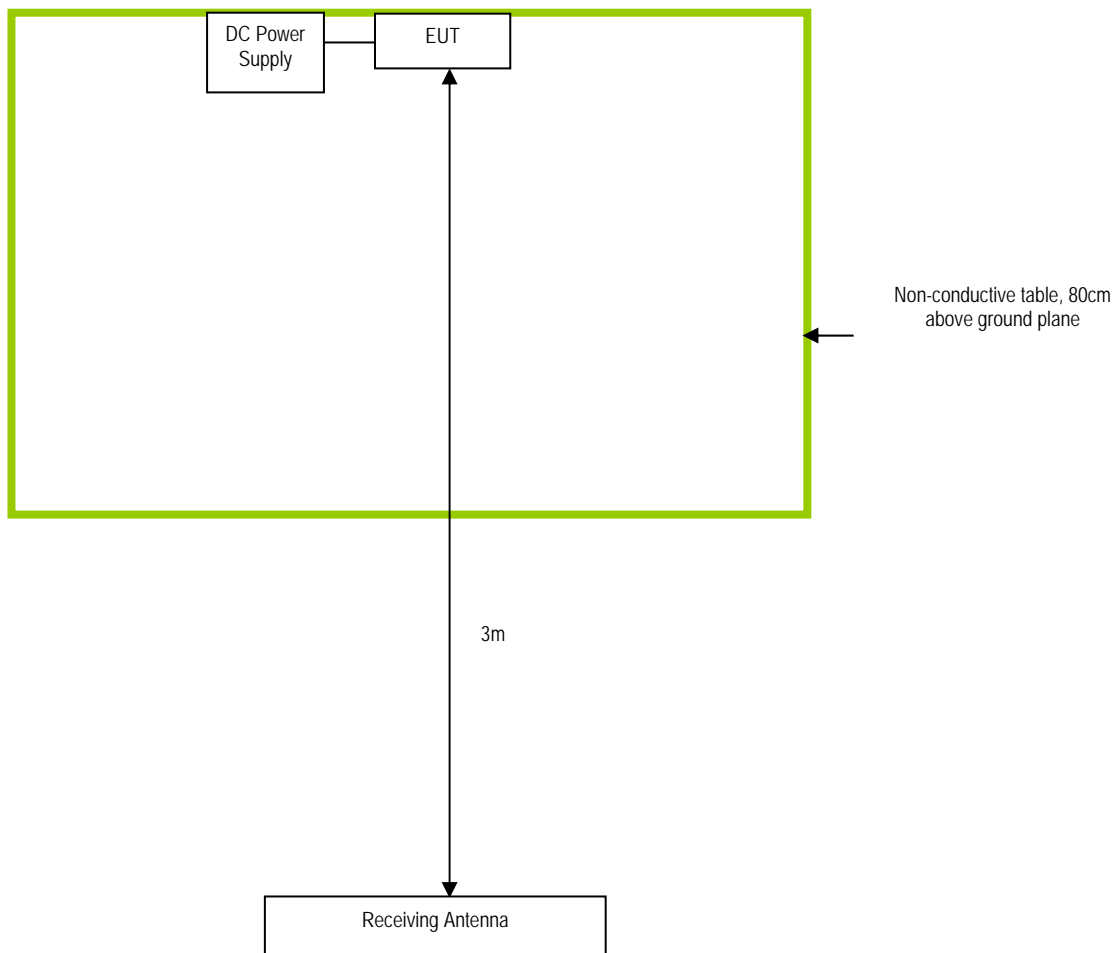 DC Power
Supply
EUT
Non-conductive table, 80cm
above ground plane
3m
Receiving Antenna